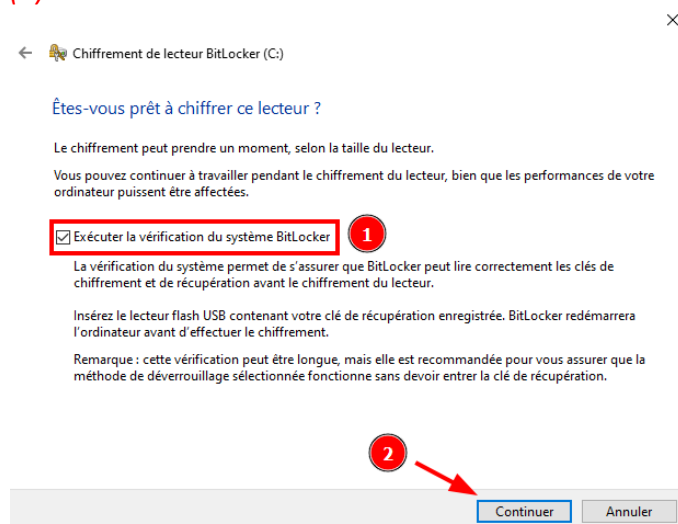 Chiffrement de lecteur BitLocker (C:)
Êtes-vous prêt à chiffrer ce lecteur ?
Le chiffrement peut prendre un moment, selon la taille du lecteur.
Vous pouvez continuer à travailler pendant le chiffrement du lecteur, bien que les performances de votre
ordinateur puissent être affectées.
Exécuter la vérification du système BitLocker
1
La vérification du système permet de s'assurer que BitLocker peut lire correctement les clés de
chiffrement et de récupération avant le chiffrement du lecteur.
Insérez le lecteur flash USB contenant votre clé de récupération enregistrée. BitLocker redémarrera
l'ordinateur avant d'effectuer le chiffrement.
Remarque : cette vérification peut être longue, mais elle est recommandée pour vous assurer que la
méthode de déverrouillage sélectionnée fonctionne sans devoir entrer la clé de récupération.
2
Continuer
Annuler